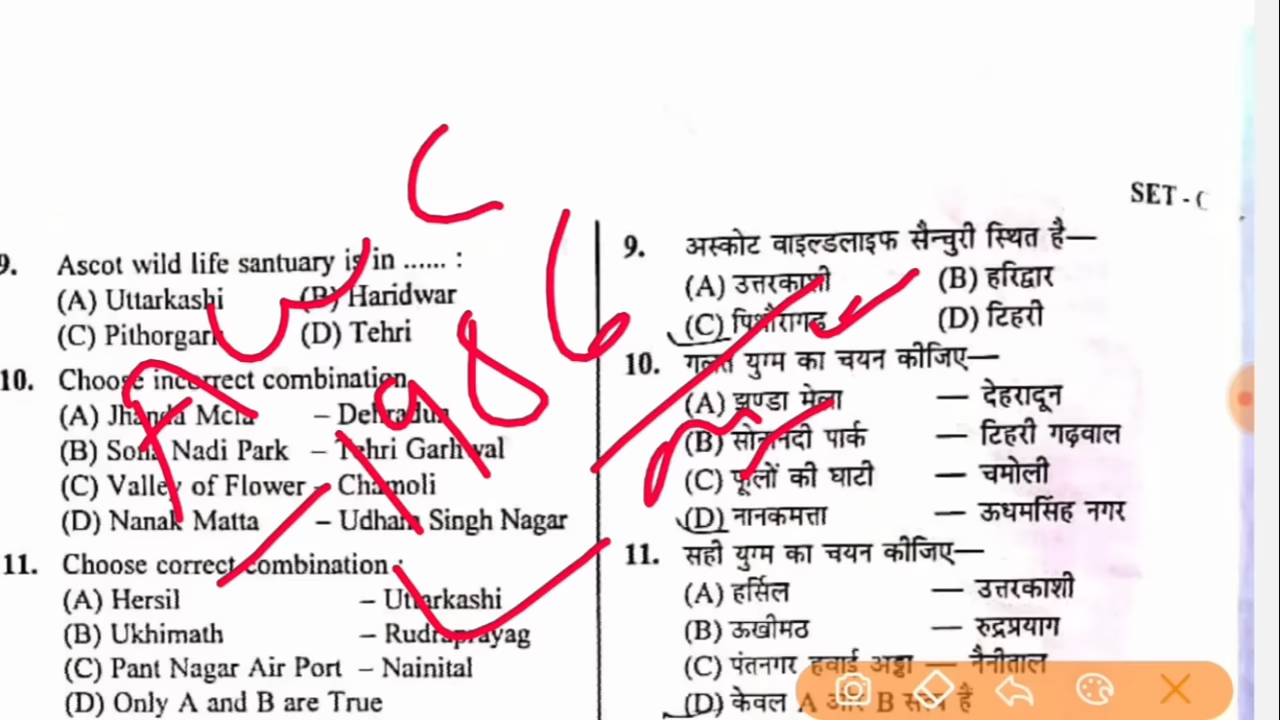 SET - C
9. Ascot wild life santuary is in ...... :
(A) Uttarkashi (B) Haridwar
(C) Pithorgarh (D) Tehri
10. Choose incorrect combination
(A) Jhanda Mela – Dehradun
(B) Sona Nadi Park – Tehri Garhwal
(C) Valley of Flower – Chamoli
(D) Nanak Matta – Udham Singh Nagar
11. Choose correct combination :
(A) Hersil – Uttarkashi
(B) Ukhimath – Rudraprayag
(C) Pant Nagar Air Port – Nainital
(D) Only A and B are True
9. अस्कोट वाइल्डलाइफ सैन्चुरी स्थित है—
(A) उत्तरकाशी (B) हरिद्वार
(C) पिथौरागढ़ (D) टिहरी
10. गलत युग्म का चयन कीजिए—
(A) झण्डा मेला — देहरादून
(B) सोनानदी पार्क — टिहरी गढ़वाल
(C) फूलों की घाटी — चमोली
(D) नानकमत्ता — ऊधमसिंह नगर
11. सही युग्म का चयन कीजिए—
(A) हर्सिल — उत्तरकाशी
(B) ऊखीमठ — रुद्रप्रयाग
(C) पंतनगर हवाई अड्डा — नैनीताल
(D) केवल A और B सत्य हैं
C
1986